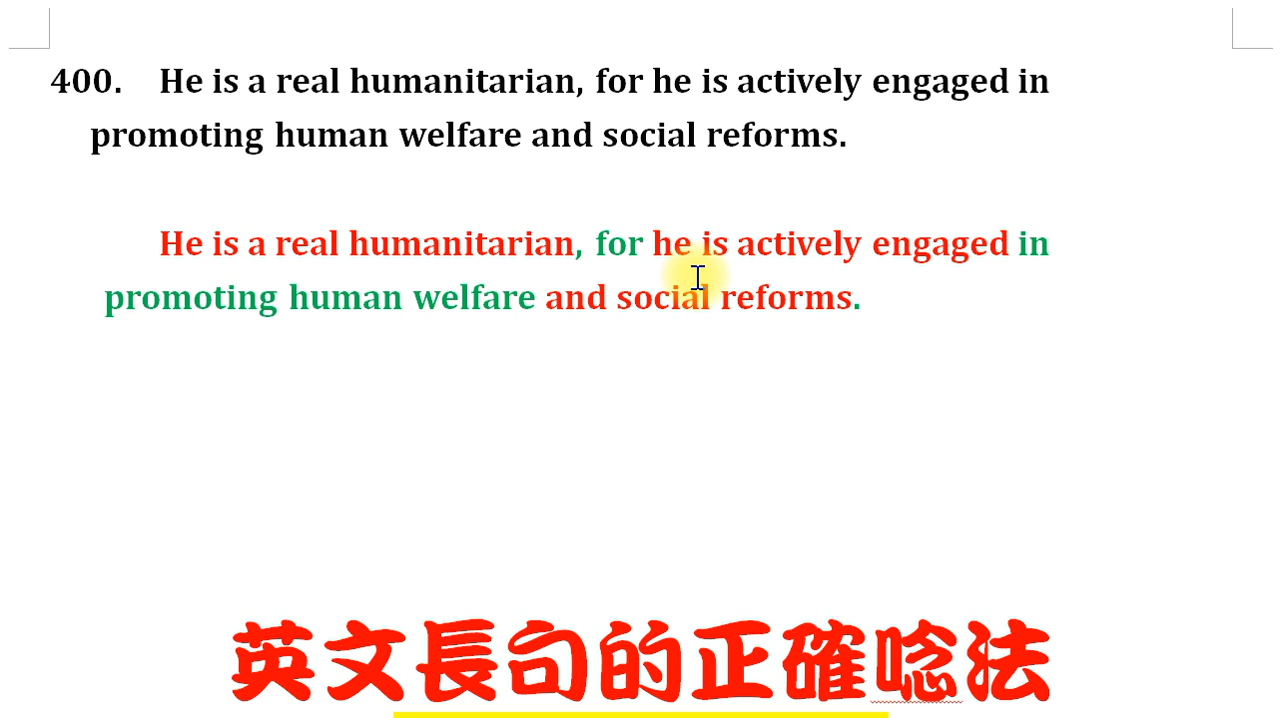 400. He is a real humanitarian, for he is actively engaged in
promoting human welfare and social reforms.
He is a real humanitarian, for he is actively engaged in
promoting human welfare and social reforms.
英文長句的正確唸法